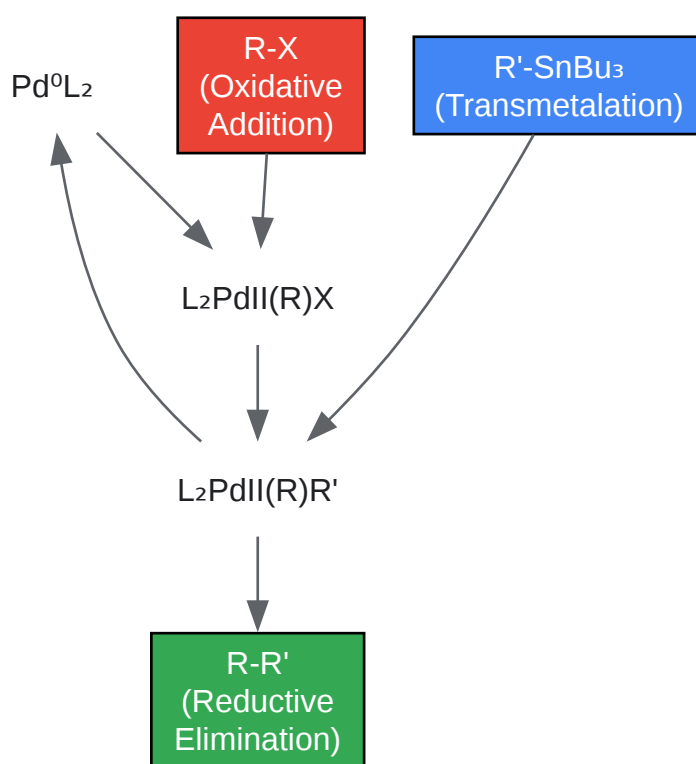 Pd⁰L₂
R-X
(Oxidative
Addition)
R'-SnBu₃
(Transmetalation)
L₂PdII(R)X
L₂PdII(R)R'
R-R'
(Reductive
Elimination)